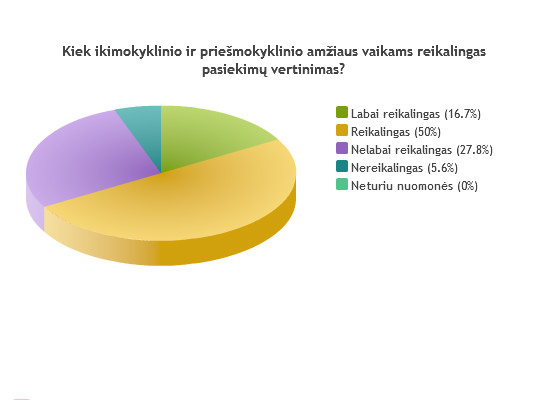 Kiek ikimokyklinio ir priešmokyklinio amžiaus vaikams reikalingas
pasiekimų vertinimas?
Labai reikalingas (16.7%)
Reikalingas (50%)
Nelabai reikalingas (27.8%)
Nereikalingas (5.6%)
Neturiu nuomonės (0%)